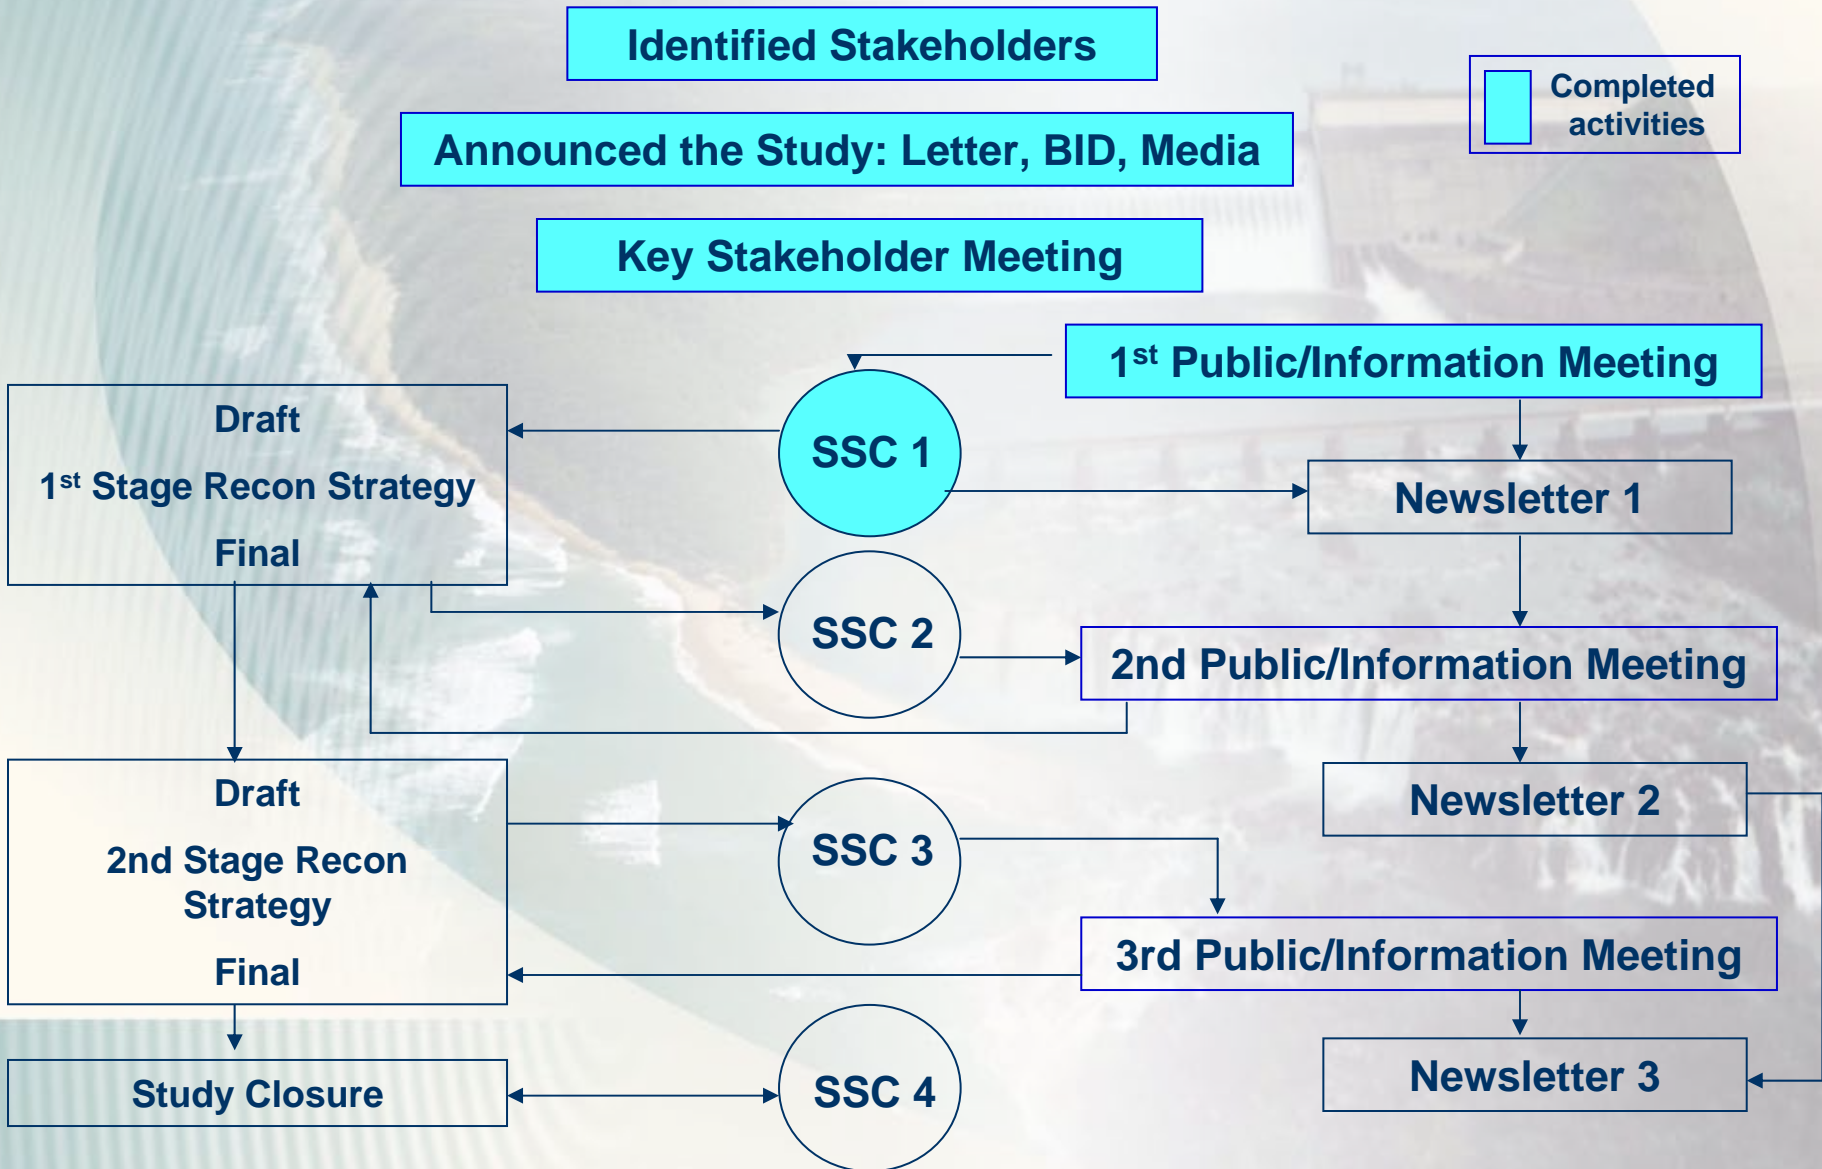 Identified Stakeholders
Completed
activities
Announced the Study: Letter, BID, Media
Key Stakeholder Meeting
1st Public/Information Meeting
Draft
1st Stage Recon Strategy
Final
SSC 1
Newsletter 1
SSC 2
2nd Public/Information Meeting
Draft
2nd Stage Recon
Strategy
Final
SSC 3
Newsletter 2
3rd Public/Information Meeting
Study Closure
SSC 4
Newsletter 3